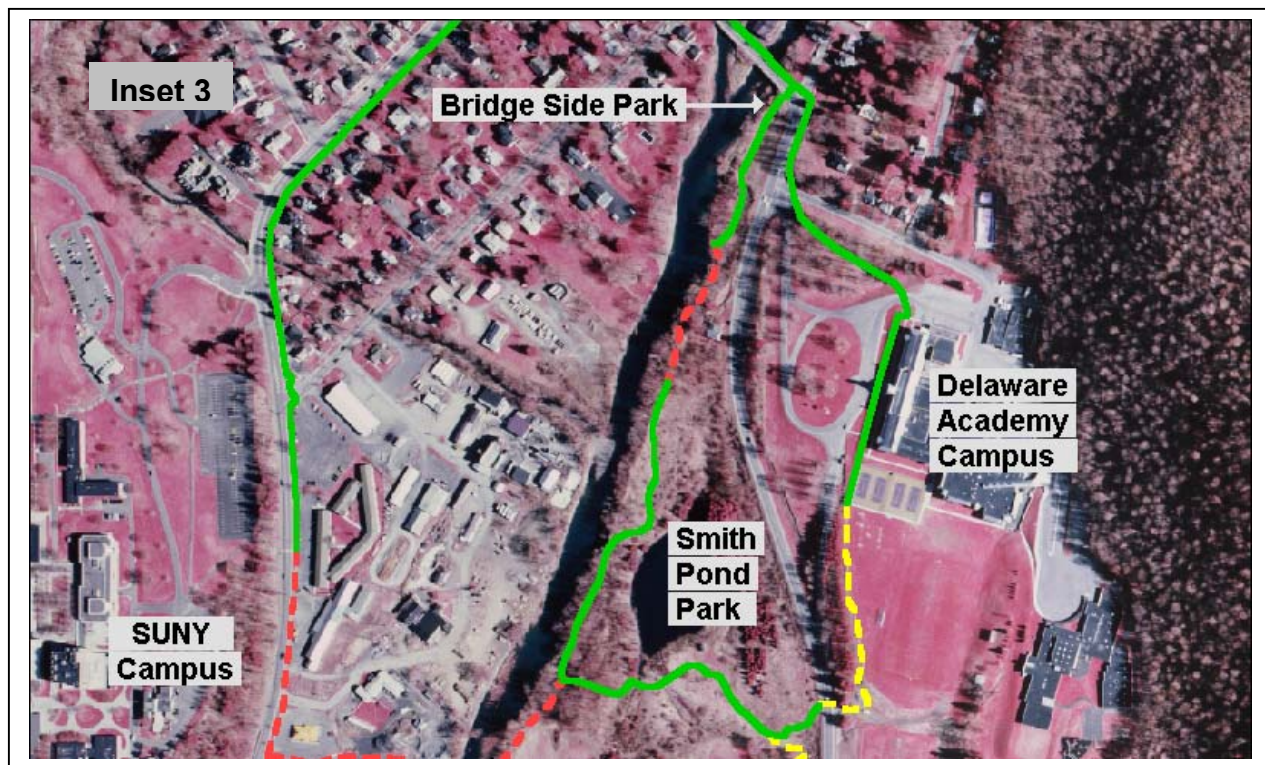 Inset 3
Bridge Side Park
Delaware
Academy
Campus
Smith
Pond
Park
SUNY
Campus